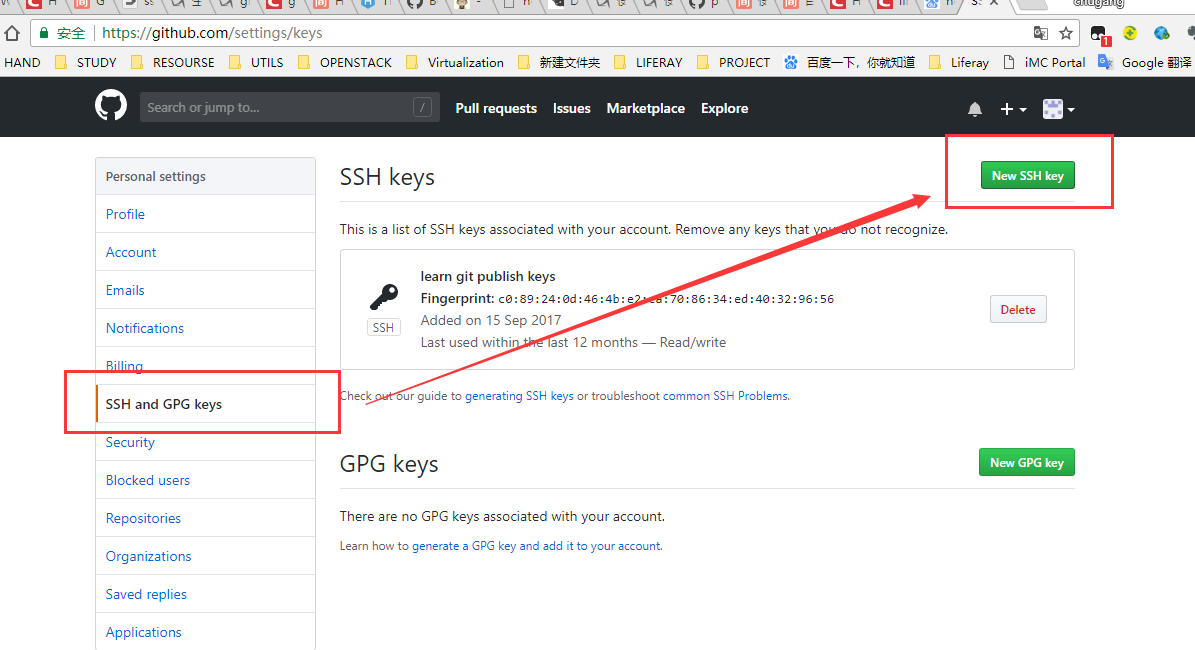 chugang
安全 https://github.com/settings/keys
1
HAND STUDY RESOURSE UTILS OPENSTACK Virtualization 新建文件夹 LIFERAY PROJECT 百度一下，你就知道 Liferay iMC Portal Google 翻译
Search or jump to... / Pull requests Issues Marketplace Explore
Personal settings
Profile
Account
Emails
Notifications
Billing
SSH and GPG keys
Security
Blocked users
Repositories
Organizations
Saved replies
Applications
SSH keys
New SSH key
This is a list of SSH keys associated with your account. Remove any keys that you do not recognize.
learn git publish keys
Fingerprint: c0:89:24:0d:46:4b:e2:ca:70:86:34:ed:40:32:96:56
SSH
Added on 15 Sep 2017
Last used within the last 12 months — Read/write
Delete
Check out our guide to generating SSH keys or troubleshoot common SSH Problems.
GPG keys
New GPG key
There are no GPG keys associated with your account.
Learn how to generate a GPG key and add it to your account.